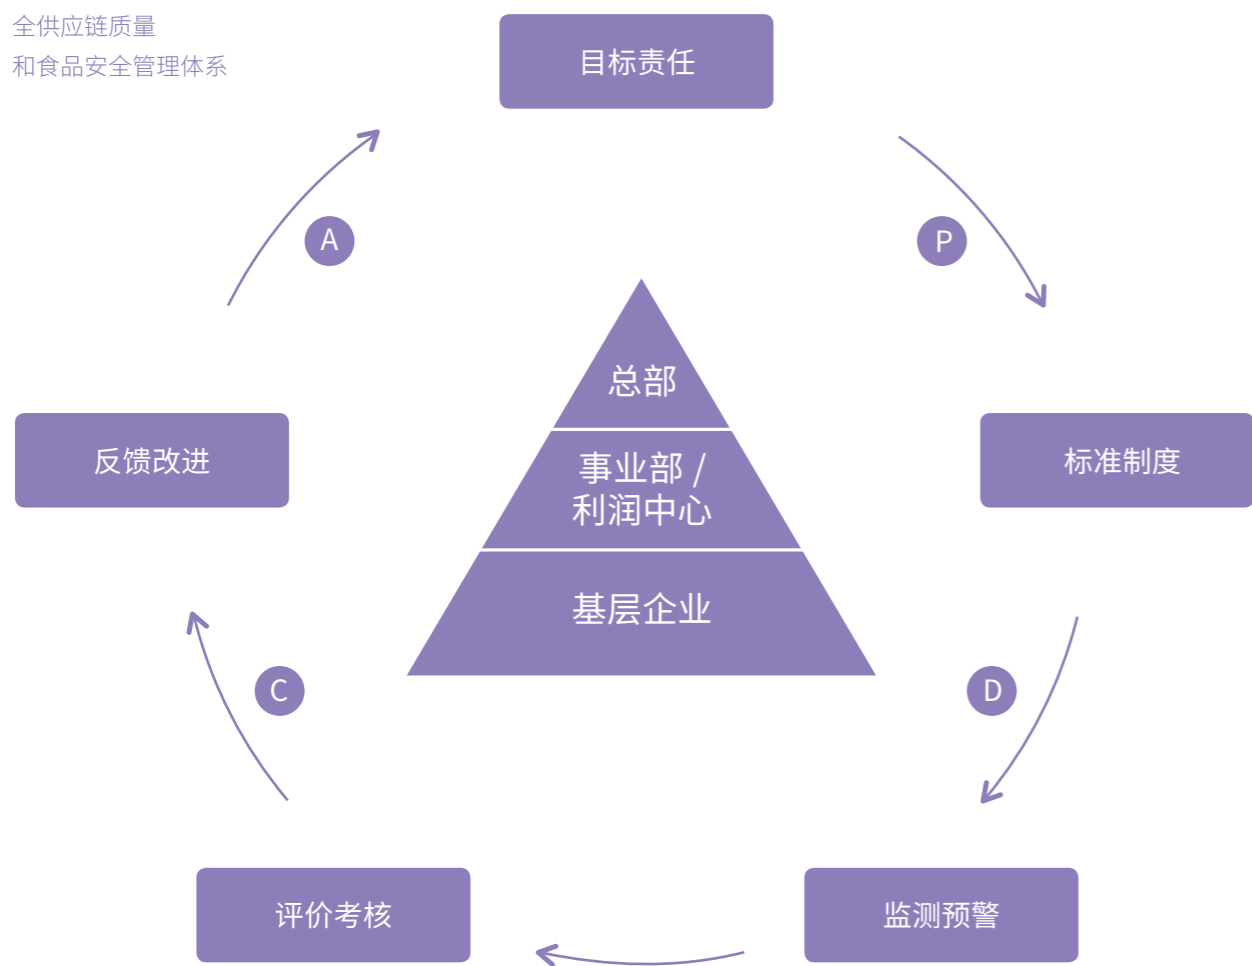 全供应链质量
和食品安全管理体系
目标责任
A
P
总部
事业部 /
利润中心
基层企业
反馈改进
标准制度
C
D
评价考核
监测预警